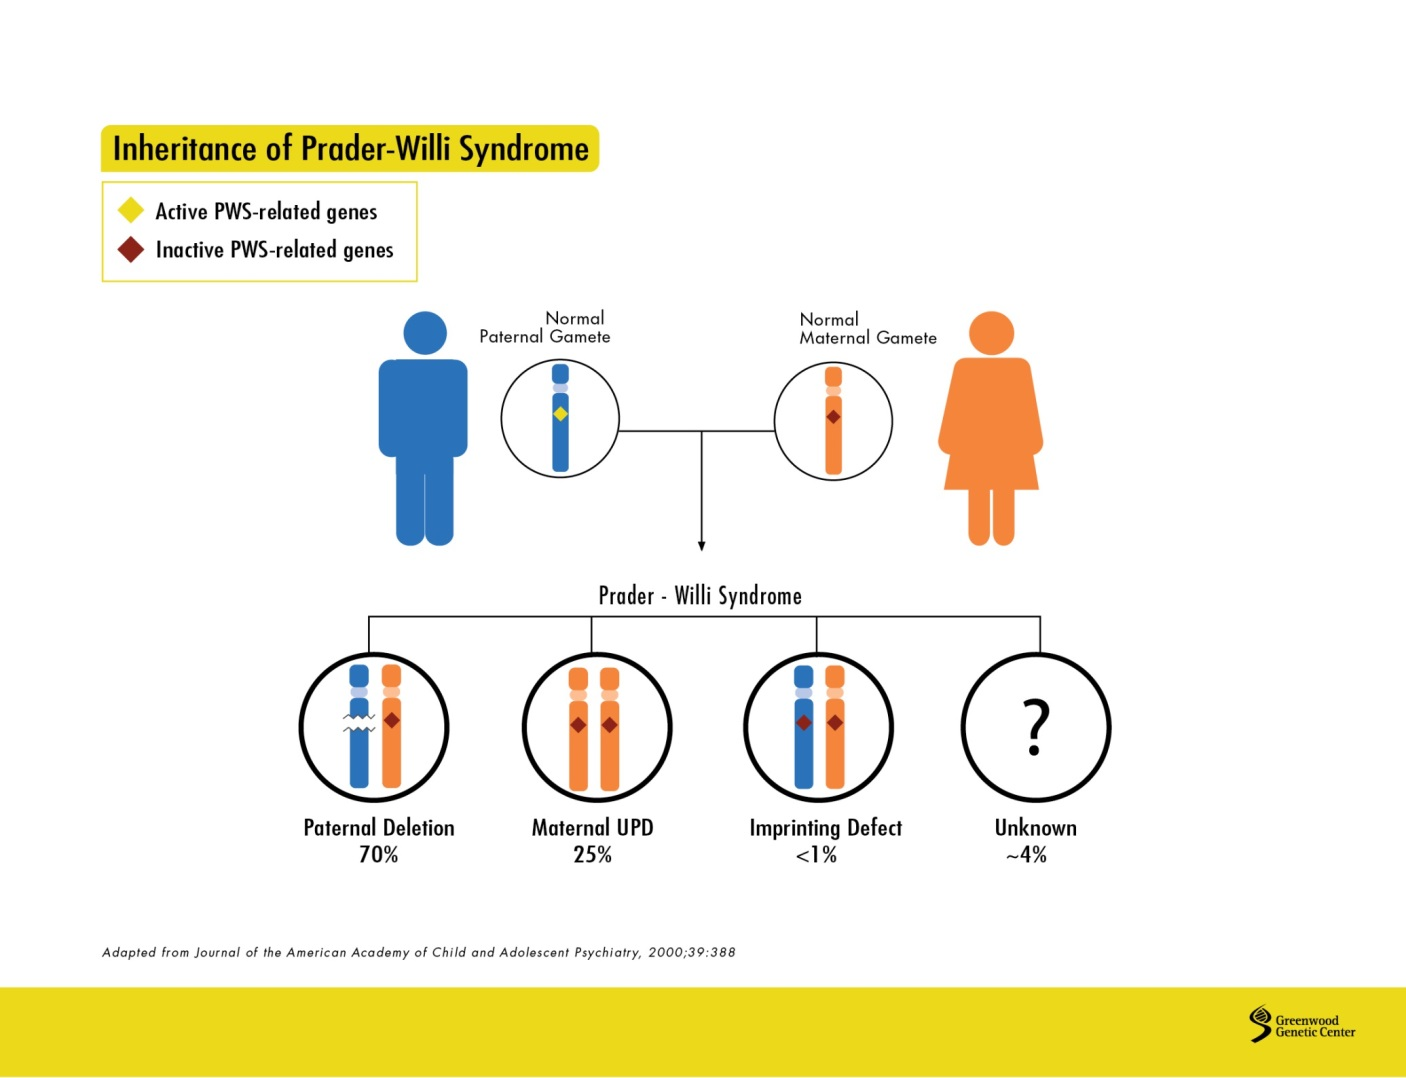 Inheritance of Prader-Willi Syndrome
Active PWS-related genes
Inactive PWS-related genes
Normal
Paternal Gamete
Normal
Maternal Gamete
Prader - Willi Syndrome
?
Paternal Deletion
70%
Maternal UPD
25%
Imprinting Defect
<1%
Unknown
~4%
Adapted from Journal of the American Academy of Child and Adolescent Psychiatry, 2000;39:388
Greenwood
Genetic Center